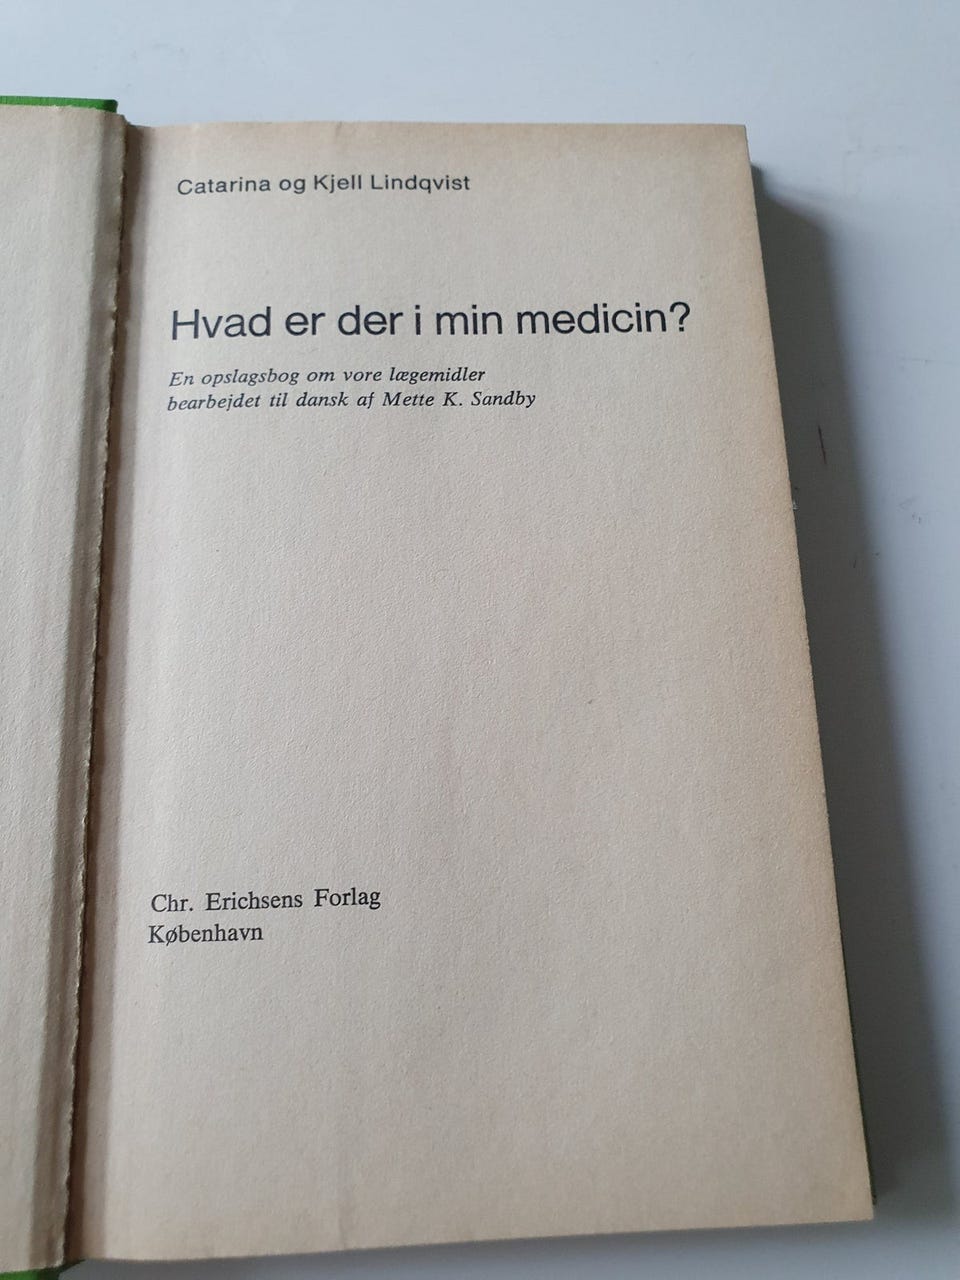 Catarina og Kjell Lindqvist
Hvad er der i min medicin?
En opslagsbog om vore lægemidler
bearbejdet til dansk af Mette K. Sandby
Chr. Erichsens Forlag
København